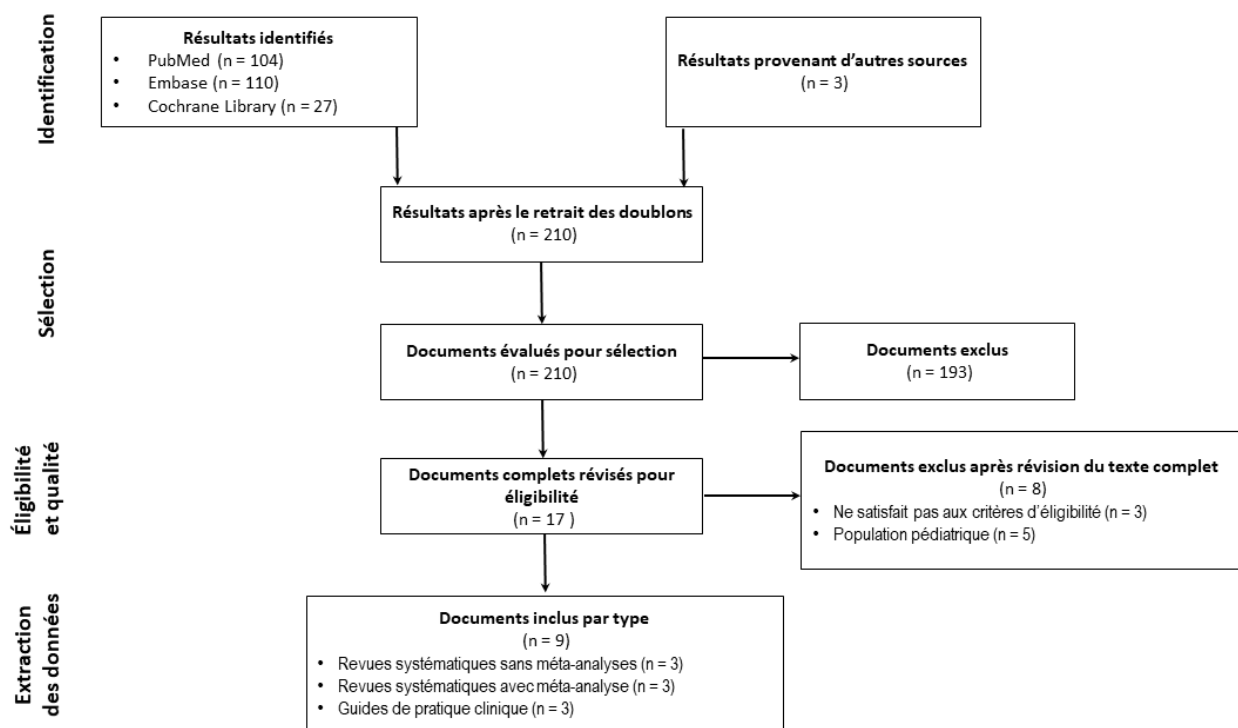 Identification
Résultats identifiés
• PubMed (n = 104)
• Embase (n = 110)
• Cochrane Library (n = 27)
Résultats provenant d’autres sources
(n = 3)
Sélection
Résultats après le retrait des doublons
(n = 210)
Documents évalués pour sélection
(n = 210)
Documents exclus
(n = 193)
Éligibilité
et qualité
Documents complets révisés pour
éligibilité
(n = 17 )
Documents exclus après révision du texte complet
(n = 8)
• Ne satisfait pas aux critères d’éligibilité (n = 3)
• Population pédiatrique (n = 5)
Extraction
des données
Documents inclus par type
(n = 9)
• Revues systématiques sans méta-analyses (n = 3)
• Revues systématiques avec méta-analyse (n = 3)
• Guides de pratique clinique (n = 3)